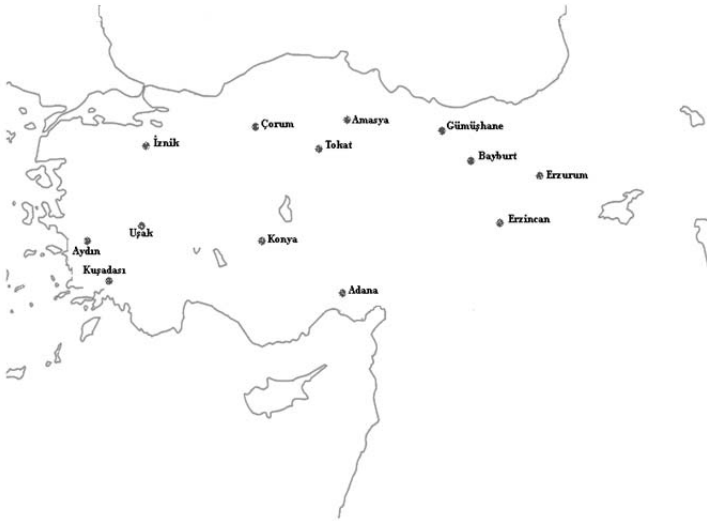 Amasya
Çorum
Gümüşhane
İznik
Tokat
Bayburt
Erzurum
Erzincan
Uşak
Konya
Aydın
Kuşadası
Adana